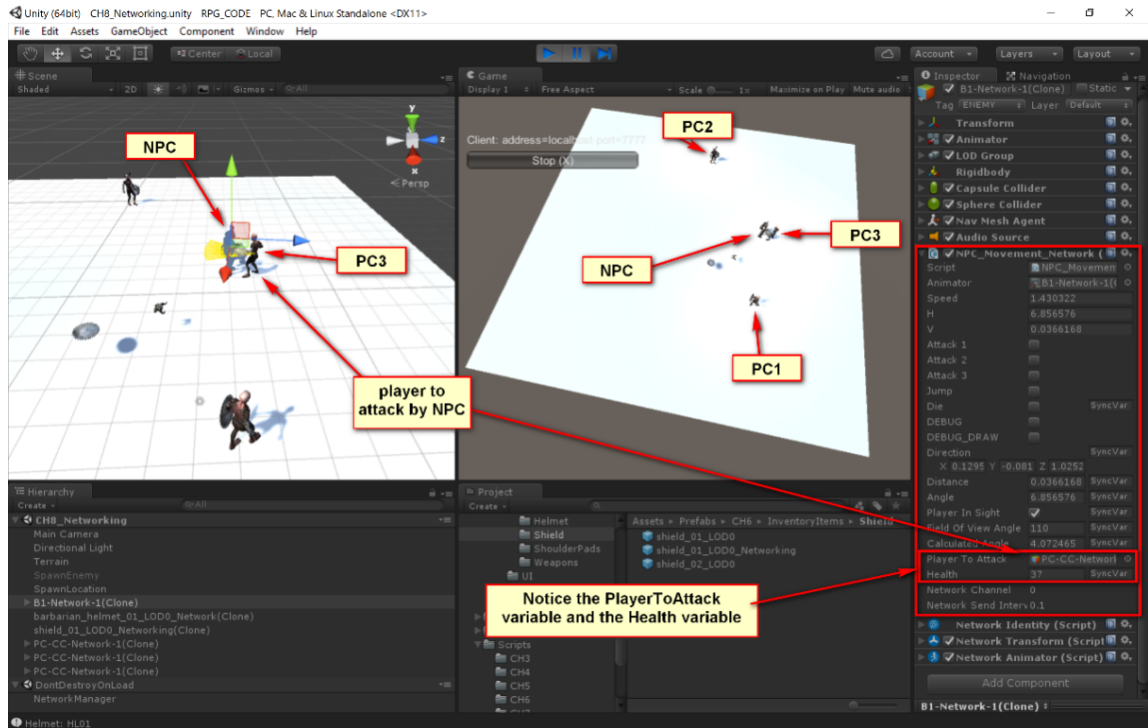 Unity (64bit) CH8_Networking.unity RPG_CODE PC, Mac & Linux Standalone <DX11>
File Edit Assets GameObject Component Window Help
Center Local
Account Layers Layout
Scene
Shaded 2D Gizmos All
y
z
x
Persp
NPC
PC3
player to
attack by NPC
Game
Display 1 Free Aspect Scale 1x Maximize on Play Mute audio
Client: address=localhost port=7777
Stop (X)
PC2
PC3
NPC
PC1
Inspector Navigation
B1-Network-1(Clone) Static
Tag ENEMY Layer Default
Transform
Animator
LOD Group
Rigidbody
Capsule Collider
Sphere Collider
Nav Mesh Agent
Audio Source
NPC_Movement_Network (
Script NPC_Movemen
Animator B1-Network-1(
Speed 1.430322
H 6.856576
V 0.0366168
Attack 1
Attack 2
Attack 3
Jump
Die SyncVar
DEBUG
DEBUG_DRAW
Direction SyncVar
X 0.1295 Y -0.081 Z 1.0252
Distance 0.0366168 SyncVar
Angle 6.856576 SyncVar
Player In Sight SyncVar
Field Of View Angle 110 SyncVar
Calculated Angle 4.072465 SyncVar
Player To Attack PC-CC-Networ
Health 37 SyncVar
Network Channel 0
Network Send Interv 0.1
Network Identity (Script)
Network Transform (Script
Network Animator (Script)
Add Component
B1-Network-1(Clone)
Hierarchy
Create All
CH8_Networking
Main Camera
Directional Light
Terrain
SpawnEnemy
SpawnLocation
B1-Network-1(Clone)
barbarian_helmet_01_LOD0_Network(Clone)
shield_01_LOD0_Networking(Clone)
PC-CC-Network-1(Clone)
PC-CC-Network-1(Clone)
PC-CC-Network-1(Clone)
DontDestroyOnLoad
NetworkManager
Project
Create
Helmet
Shield
ShoulderPads
Weapons
UI
Scripts
CH3
CH4
CH5
CH6
Assets Prefabs CH6 InventoryItems Shield
shield_01_LOD0
shield_01_LOD0_Networking
shield_02_LOD0
Notice the PlayerToAttack
variable and the Health variable
Helmet: HL01